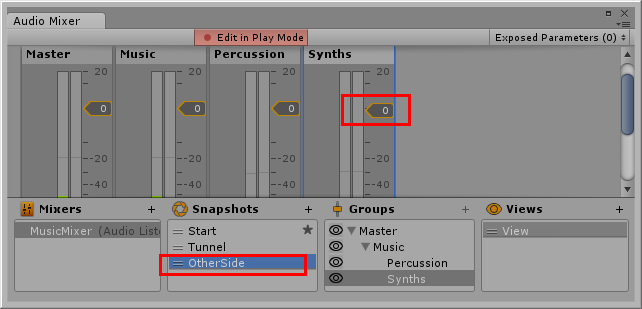 Audio Mixer
Edit in Play Mode Exposed Parameters (0)
Master Music Percussion Synths
20 20 20 20
0 0 0 0
-20 -20 -20 -20
-40 -40 -40 -40
Mixers + Snapshots + Groups + Views +
MusicMixer (Audio Liste Start Master View
Tunnel Music
OtherSide Percussion
Synths